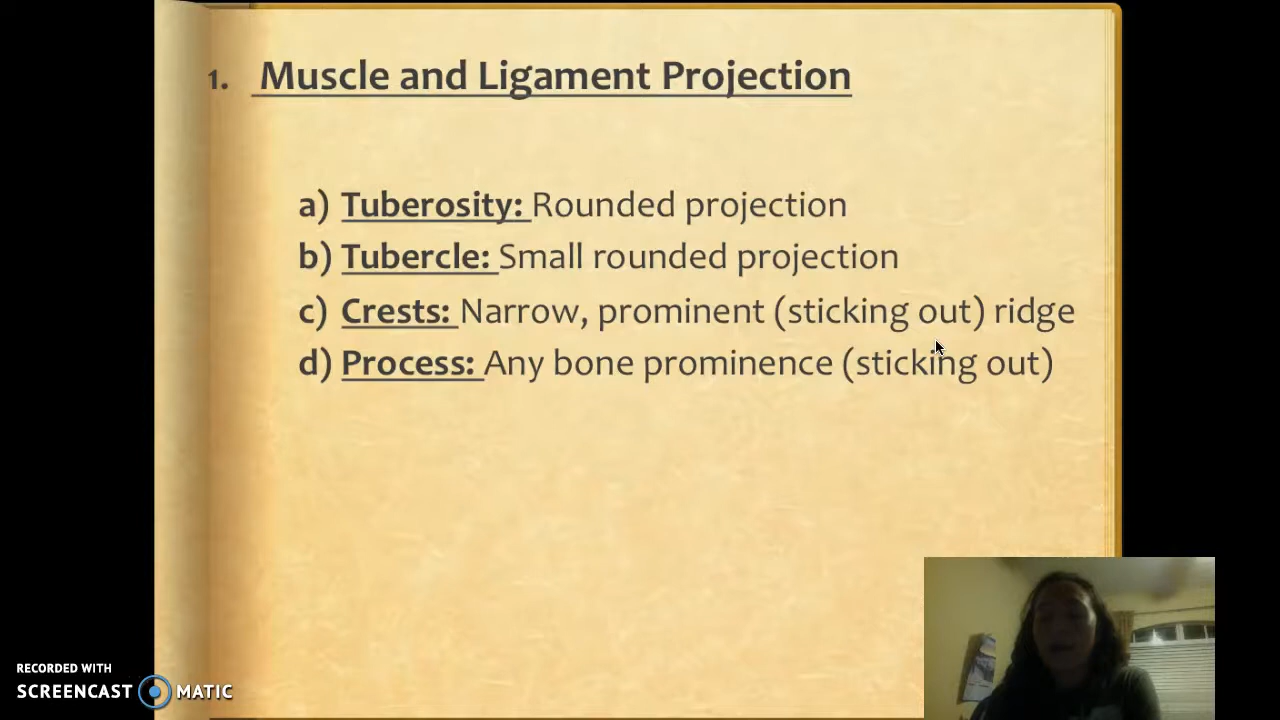 1. Muscle and Ligament Projection
a) Tuberosity: Rounded projection
b) Tubercle: Small rounded projection
c) Crests: Narrow, prominent (sticking out) ridge
d) Process: Any bone prominence (sticking out)
RECORDED WITH
SCREENCAST MATIC